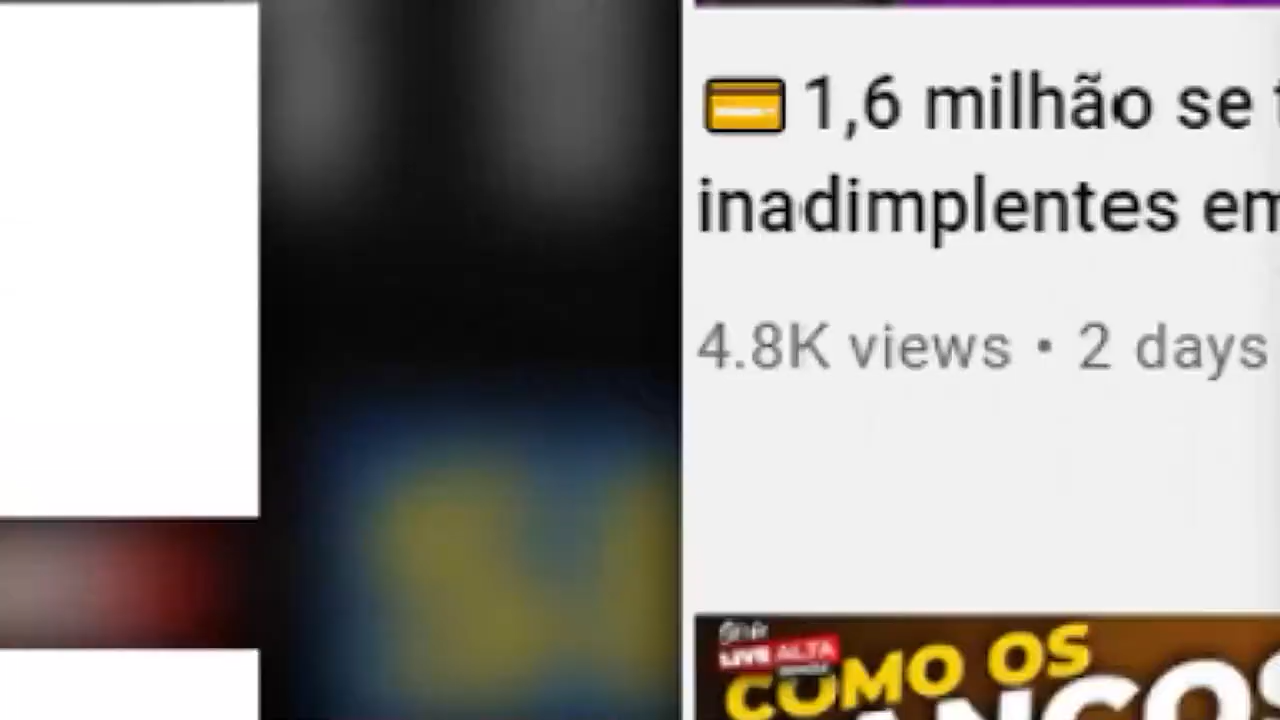 1,6 milhão se
inadimplentes em
4.8K views • 2 days
LIVE ALTA
COMO OS